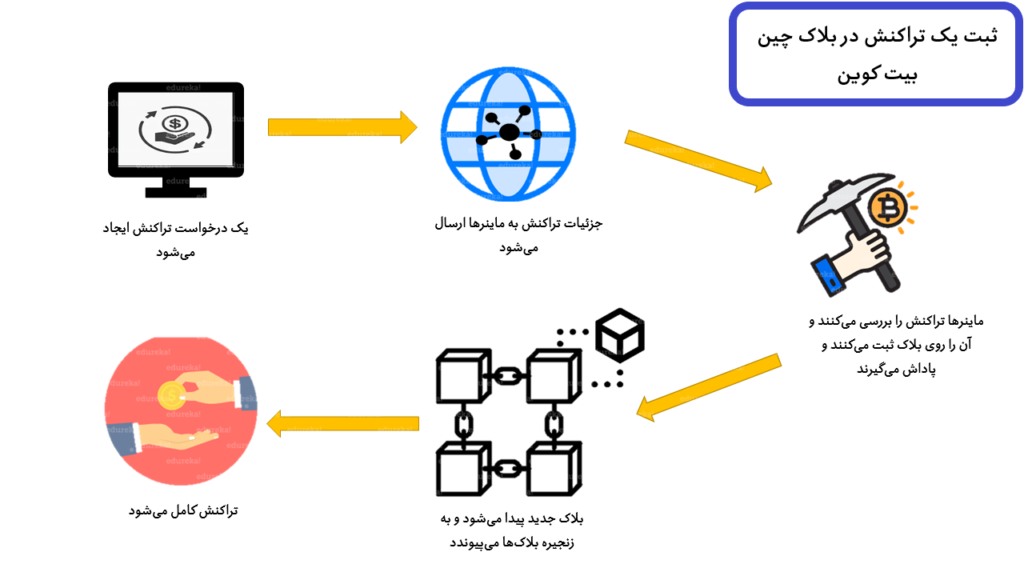 ثبت یک تراکنش در بلاک چین
بیت کوین
یک درخواست تراکنش ایجاد
می‌شود
جزئیات تراکنش به ماینرها ارسال
می‌شود
ماینرها تراکنش را بررسی می‌کنند و
آن را روی بلاک ثبت می‌کنند و
پاداش می‌گیرند
بلاک جدید پیدا می‌شود و به
زنجیره بلاک‌ها می‌پیوندد
تراکنش کامل می‌شود
edureka!